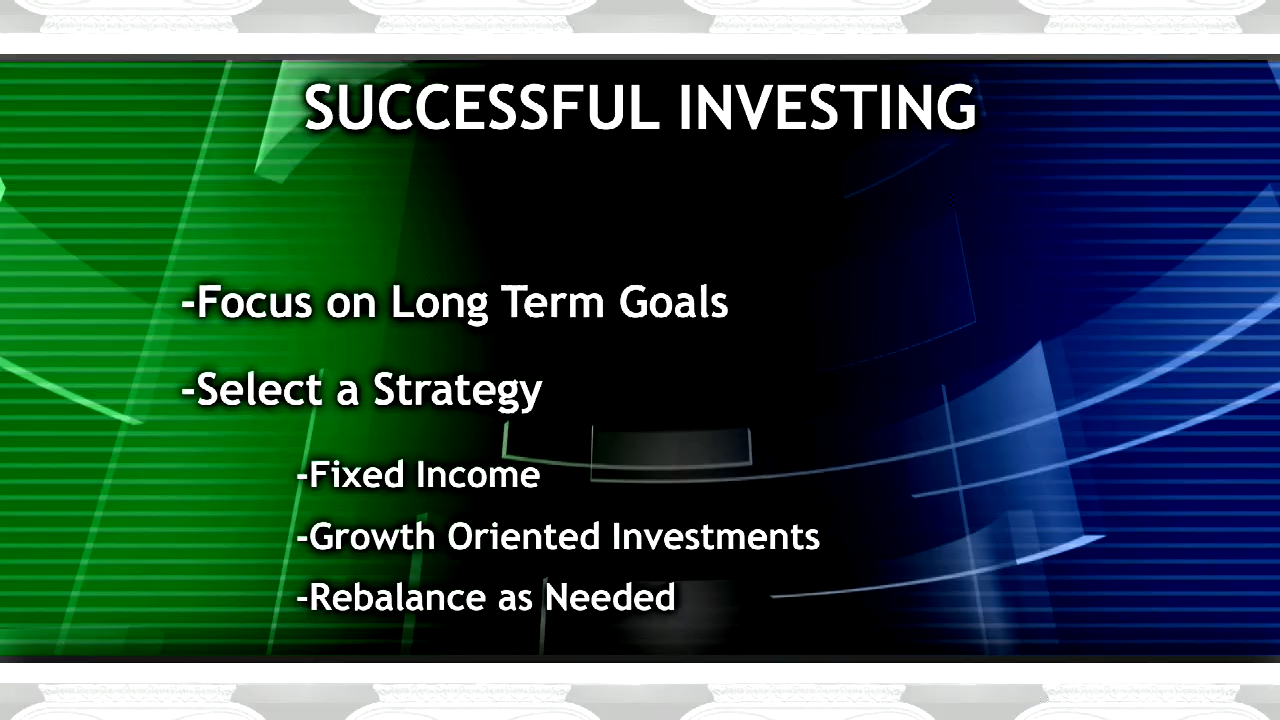 SUCCESSFUL INVESTING
-Focus on Long Term Goals
-Select a Strategy
-Fixed Income
-Growth Oriented Investments
-Rebalance as Needed